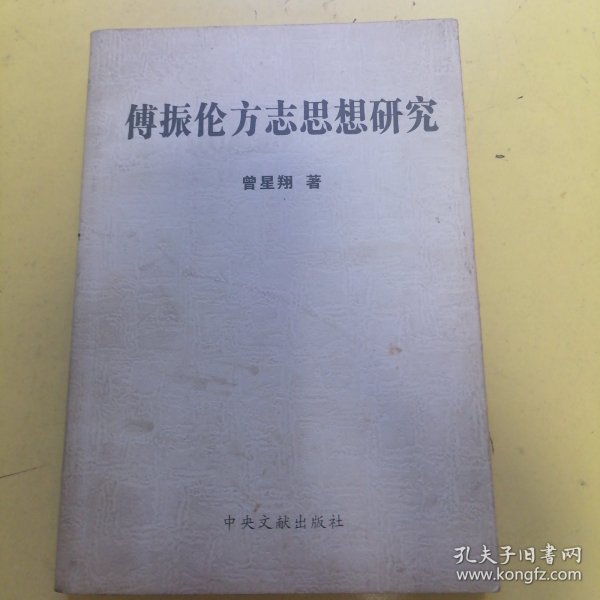 傅振伦方志思想研究
曾星翔 著
中央文献出版社
孔夫子旧书网
www.kongfz.com